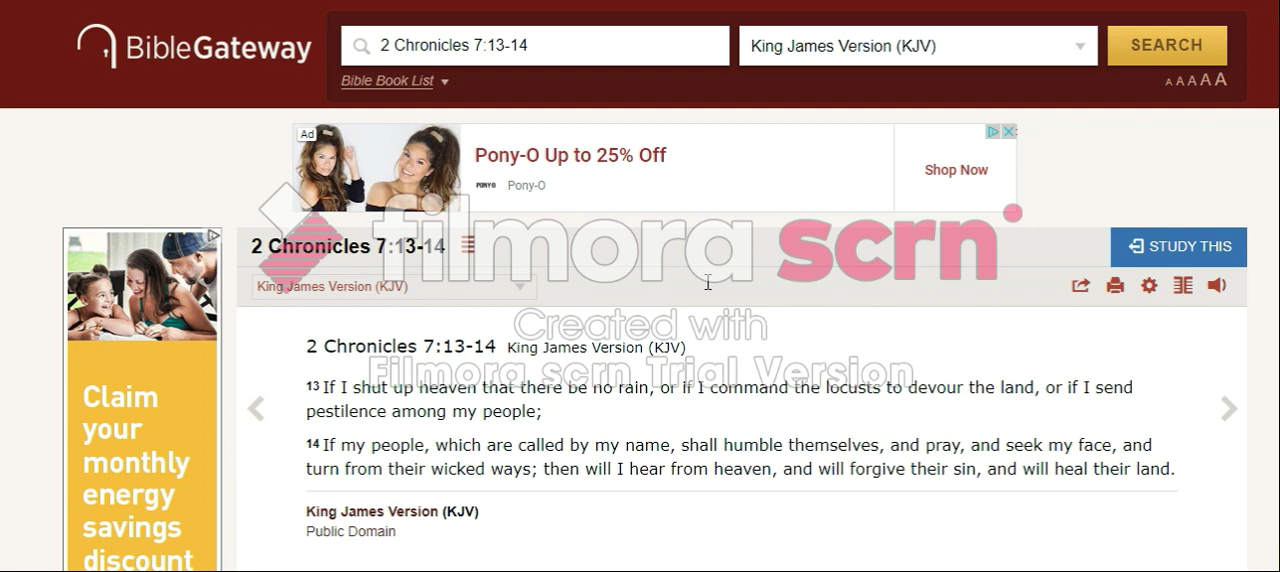 BibleGateway
2 Chronicles 7:13-14
King James Version (KJV)
SEARCH
Bible Book List
A A A A A
Ad
Pony-O Up to 25% Off
PONY-O
Pony-O
Shop Now
2 Chronicles 7:13-14
STUDY THIS
King James Version (KJV)
filmora scrn
Created with
Filmora scrn Trial Version
2 Chronicles 7:13-14 King James Version (KJV)
13 If I shut up heaven that there be no rain, or if I command the locusts to devour the land, or if I send
pestilence among my people;
14 If my people, which are called by my name, shall humble themselves, and pray, and seek my face, and
turn from their wicked ways; then will I hear from heaven, and will forgive their sin, and will heal their land.
King James Version (KJV)
Public Domain
Claim
your
monthly
energy
savings
discount